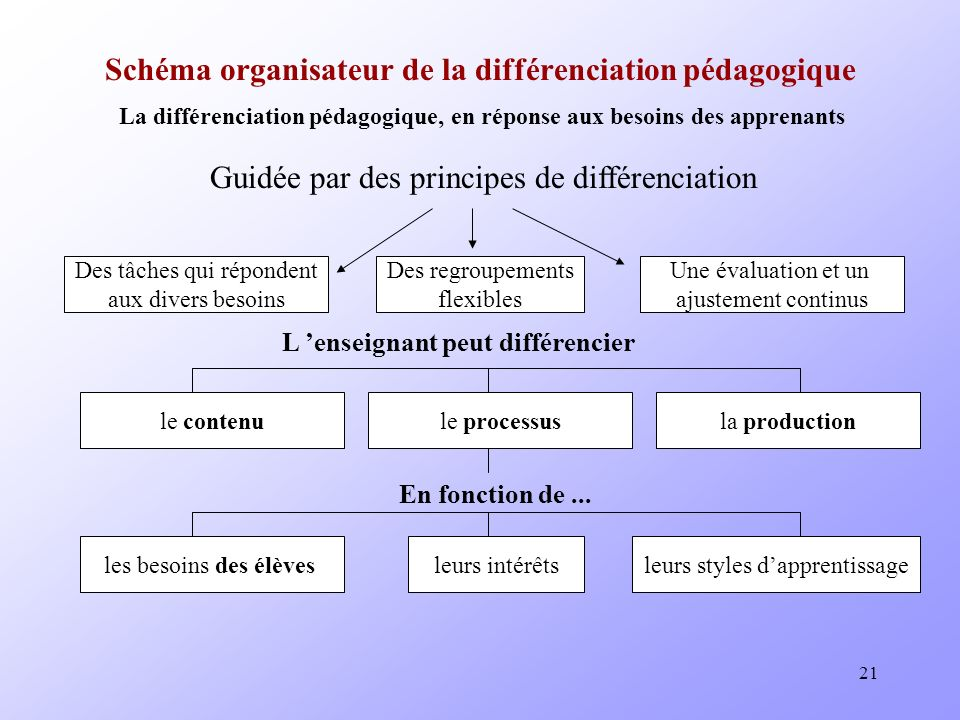 Schéma organisateur de la différenciation pédagogique
La différenciation pédagogique, en réponse aux besoins des apprenants
Guidée par des principes de différenciation
Des tâches qui répondent
aux divers besoins
Des regroupements
flexibles
Une évaluation et un
ajustement continus
L ’enseignant peut différencier
le contenu
le processus
la production
En fonction de ...
les besoins des élèves
leurs intérêts
leurs styles d’apprentissage
21